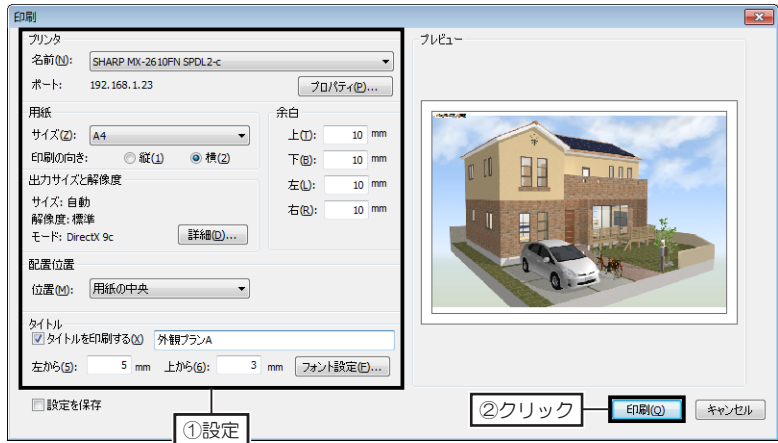 印刷
プリンタ
名前(N): SHARP MX-2610FN SPDL2-c
ポート: 192.168.1.23 プロパティ(P)...
用紙
サイズ(Z): A4
印刷の向き: 縦(1) 横(2)
出力サイズと解像度
サイズ: 自動
解像度: 標準
モード: DirectX 9c 詳細(D)...
余白
上(T): 10 mm
下(B): 10 mm
左(L): 10 mm
右(R): 10 mm
配置位置
位置(M): 用紙の中央
タイトル
タイトルを印刷する(X) 外観プランA
左から(5): 5 mm 上から(6): 3 mm フォント設定(F)...
設定を保存
①設定
プレビュー
②クリック
印刷(O) キャンセル